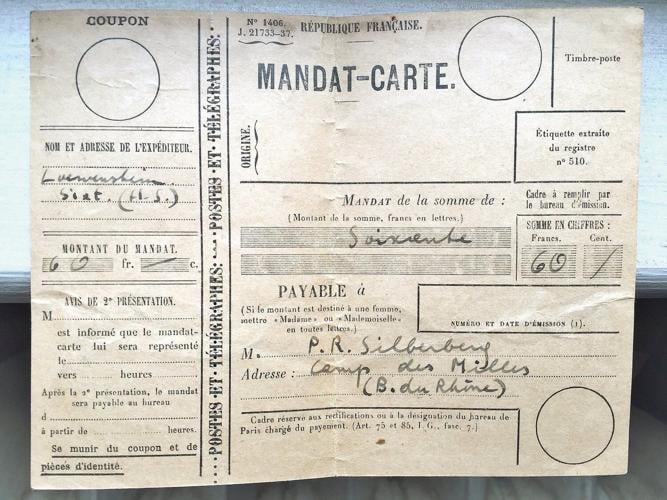 COUPON
NOM ET ADRESSE DE L'EXPÉDITEUR.
Loewenstein
Siat. (H.S.)
MONTANT DU MANDAT.
60 fr. — c.
AVIS DE 2e PRÉSENTATION.
M
est informé que le mandat-
carte lui sera représenté
le
vers heures
Après la 2e présentation, le mandat
sera payable au bureau
d
à partir de heures.
Se munir du coupon et de
pièces d'identité.
POSTES·ET·TÉLÉGRAPHES: POSTES·ET·TÉLÉGRAPHES: POSTES·ET·TÉLÉGRAPHES:
N° 1406.
J. 21733-37.
RÉPUBLIQUE FRANÇAISE.
MANDAT-CARTE.
ORIGINE.
Timbre-poste
Étiquette extraite
du registre
n° 510.
MANDAT de la somme de :
(Montant de la somme, francs en lettres.)
Soixante
Cadre à remplir par
le bureau d'émission.
SOMME EN CHIFFRES :
Francs. Cent.
60 /
PAYABLE à
(Si le montant est destiné à une femme,
mettre « Madame » ou « Mademoiselle »
en toutes lettres.)
NUMÉRO ET DATE D'ÉMISSION (1).
M. P.R. Silberberg
Adresse : Camp des Milles
(B. du Rhône)
Cadre réservé aux rectifications ou à la désignation du bureau de
Paris chargé du payement. (Art. 75 et 85, I. G., fasc. 7.)